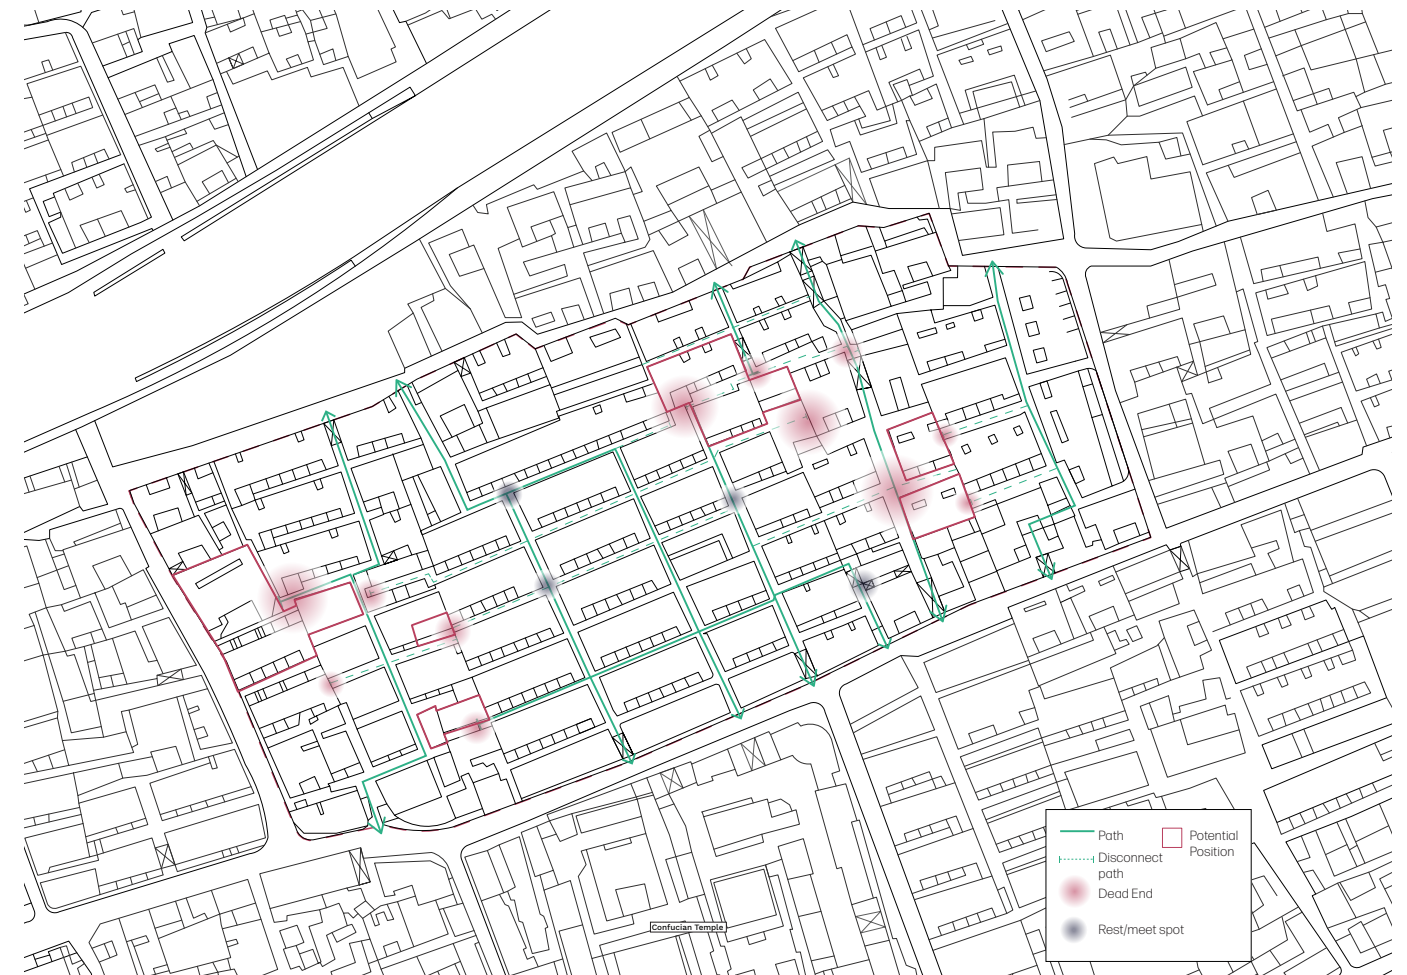 Confucian Temple
Path
Disconnect
path
Dead End
Rest/meet spot
Potential
Position